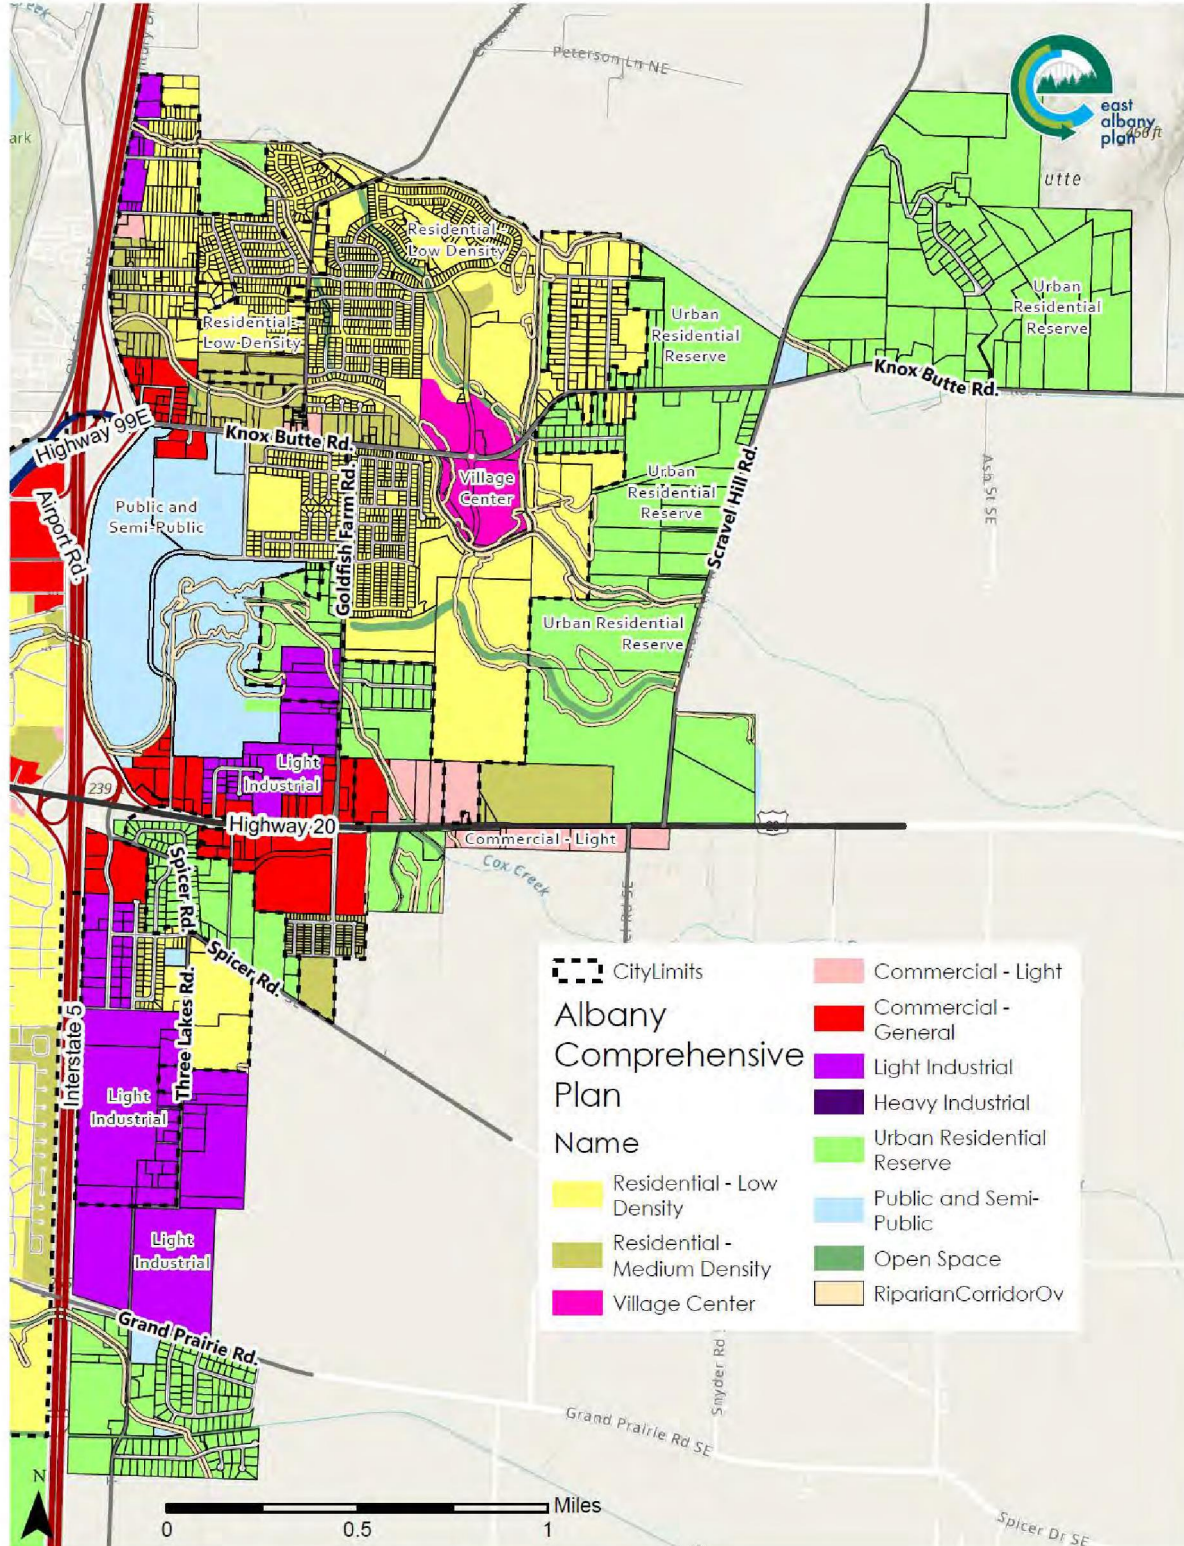 Peterson Ln NE
east
albany
plan
460 ft
utte
ark
Residential -
Low Density
Residential -
Low Density
Urban
Residential
Reserve
Urban
Residential
Reserve
Knox Butte Rd.
Highway 99E
Knox Butte Rd.
Airport Rd.
Public and
Semi-Public
Goldfish Farm Rd.
Village
Center
Urban
Residential
Reserve
Scravel Hill Rd.
Ash St SE
Urban Residential
Reserve
Light
Industrial
239
Highway 20
20
Commercial - Light
Cox Creek
Spicer Rd.
Spicer Rd.
Three Lakes Rd.
Interstate 5
Light
Industrial
Light
Industrial
Grand Prairie Rd.
CityLimits
Albany
Comprehensive
Plan
Name
Residential - Low
Density
Residential -
Medium Density
Village Center
Commercial - Light
Commercial -
General
Light Industrial
Heavy Industrial
Urban Residential
Reserve
Public and Semi-
Public
Open Space
RiparianCorridorOv
Snyder Rd
Grand Prairie Rd SE
Spicer Dr SE
N
Miles
0 0.5 1